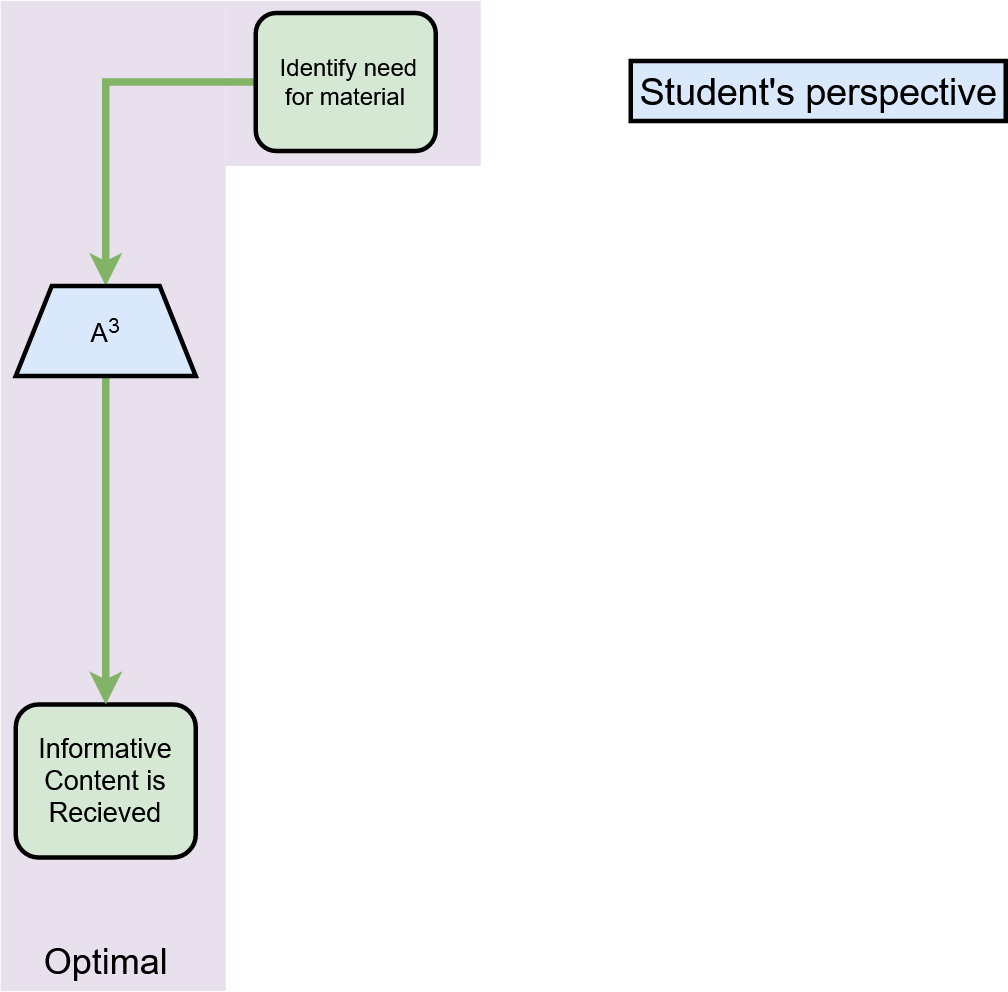 Identify need
for material
Student's perspective
A³
Informative
Content is
Recieved
Optimal